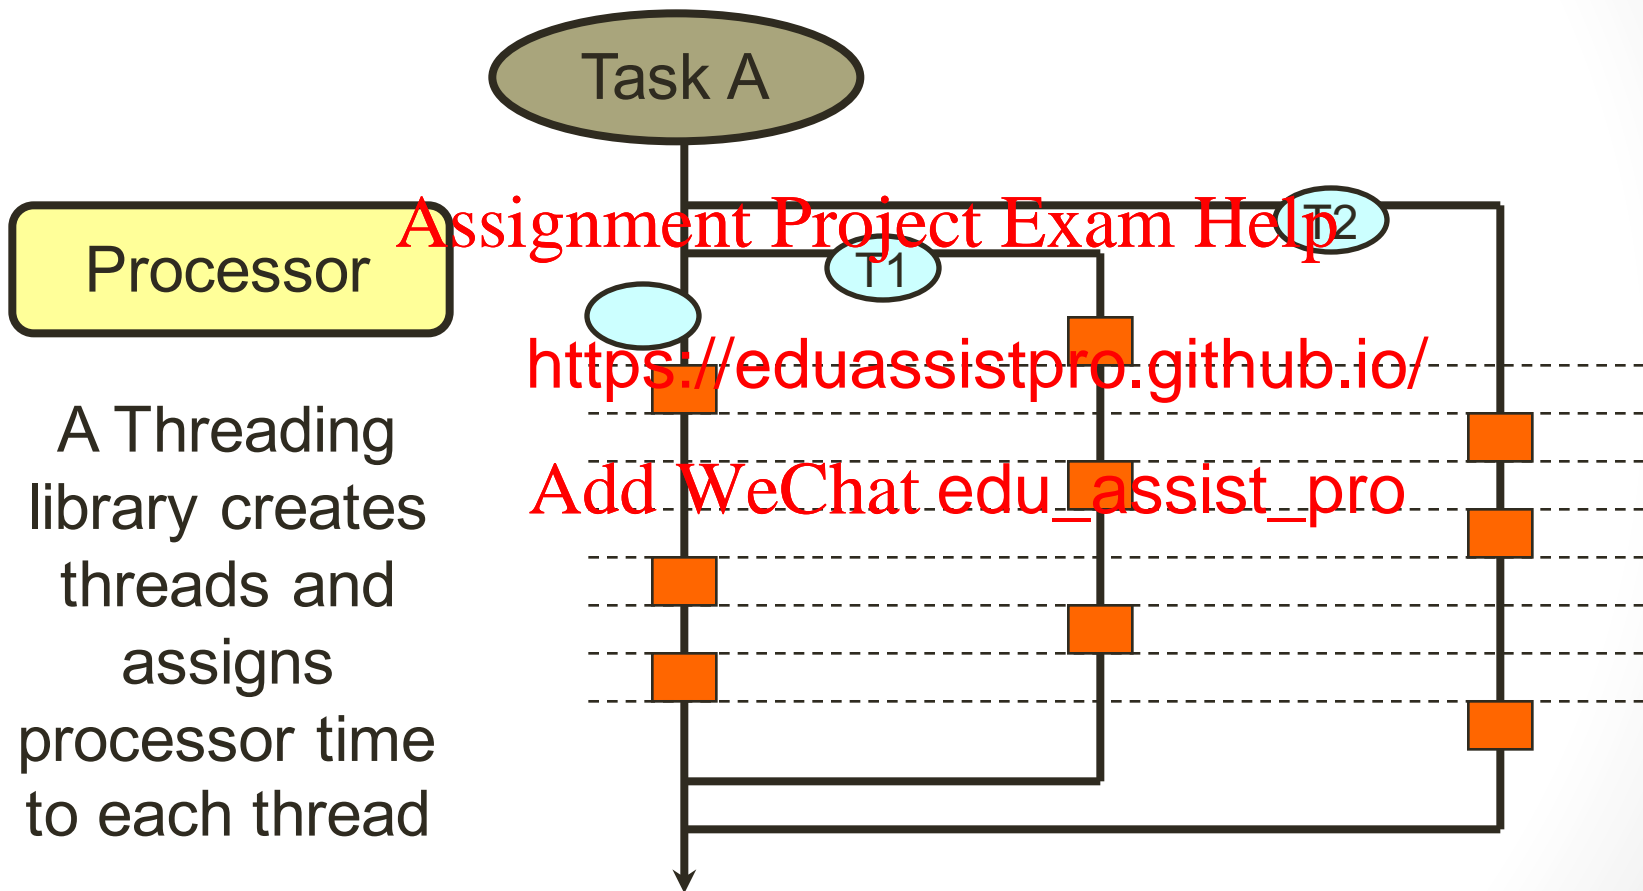 Task A
Assignment Project Exam Help
T2
Processor
T1
https://eduassistpro.github.io/
A Threading
library creates
threads and
assigns
processor time
to each thread
Add WeChat edu_assist_pro